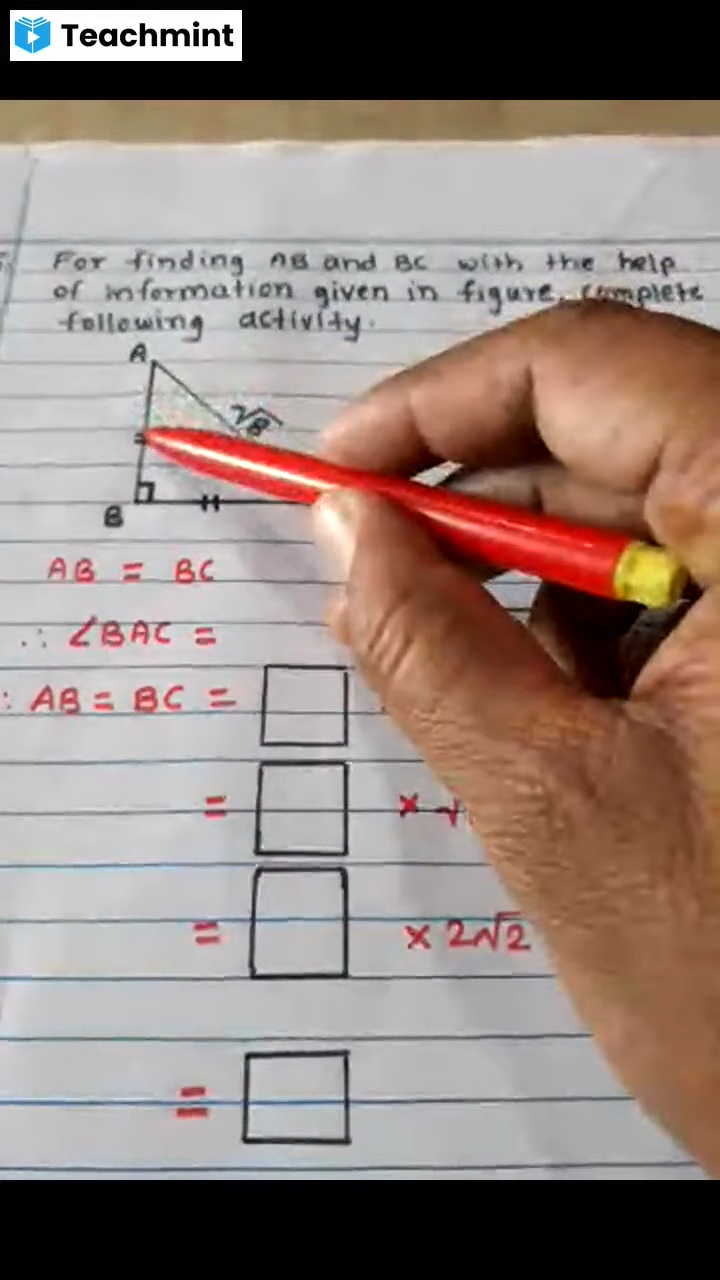 Teachmint
For finding AB and BC with the help
of information given in figure, complete
following activity.
A
√8
B
AB = BC
∴ ∠BAC =
∴ AB = BC =
=
× √
=
× 2√2
=